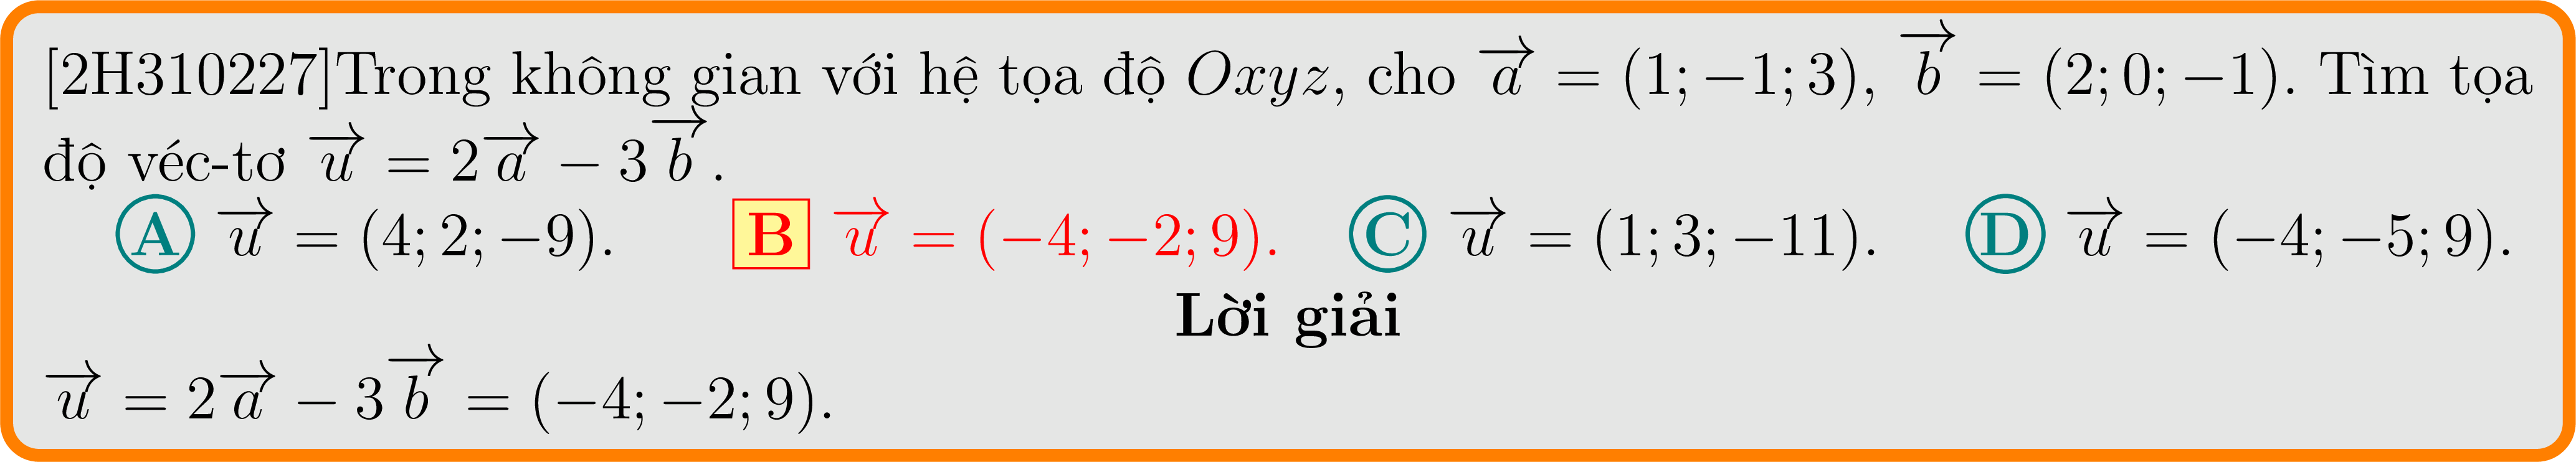 [2H310227]Trong không gian với hệ tọa độ $Oxyz$, cho $\overrightarrow{a} = (1; -1; 3)$, $\overrightarrow{b} = (2; 0; -1)$. Tìm tọa
độ véc-tơ $\overrightarrow{u} = 2\overrightarrow{a} - 3\overrightarrow{b}$.
A $\overrightarrow{u} = (4; 2; -9)$. B $\overrightarrow{u} = (-4; -2; 9)$. C $\overrightarrow{u} = (1; 3; -11)$. D $\overrightarrow{u} = (-4; -5; 9)$.
Lời giải
$\overrightarrow{u} = 2\overrightarrow{a} - 3\overrightarrow{b} = (-4; -2; 9)$.